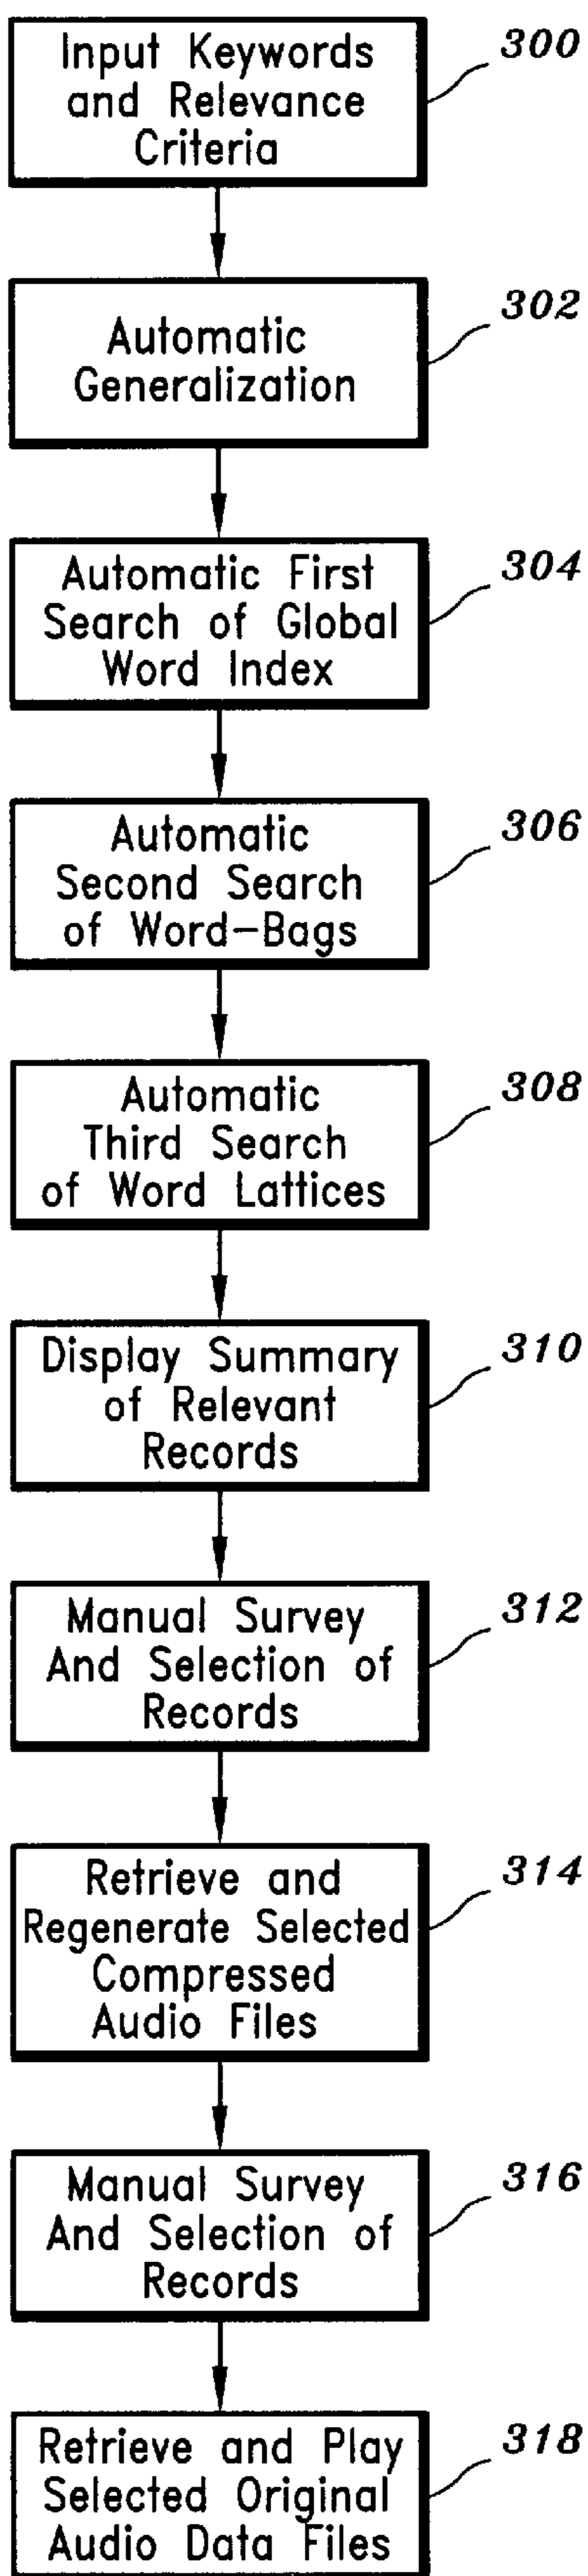 Input Keywords
and Relevance
Criteria
300
Automatic
Generalization
302
Automatic First
Search of Global
Word Index
304
Automatic
Second Search
of Word-Bags
306
Automatic
Third Search
of Word Lattices
308
Display Summary
of Relevant
Records
310
Manual Survey
And Selection of
Records
312
Retrieve and
Regenerate Selected
Compressed
Audio Files
314
Manual Survey
And Selection of
Records
316
Retrieve and Play
Selected Original
Audio Data Files
318